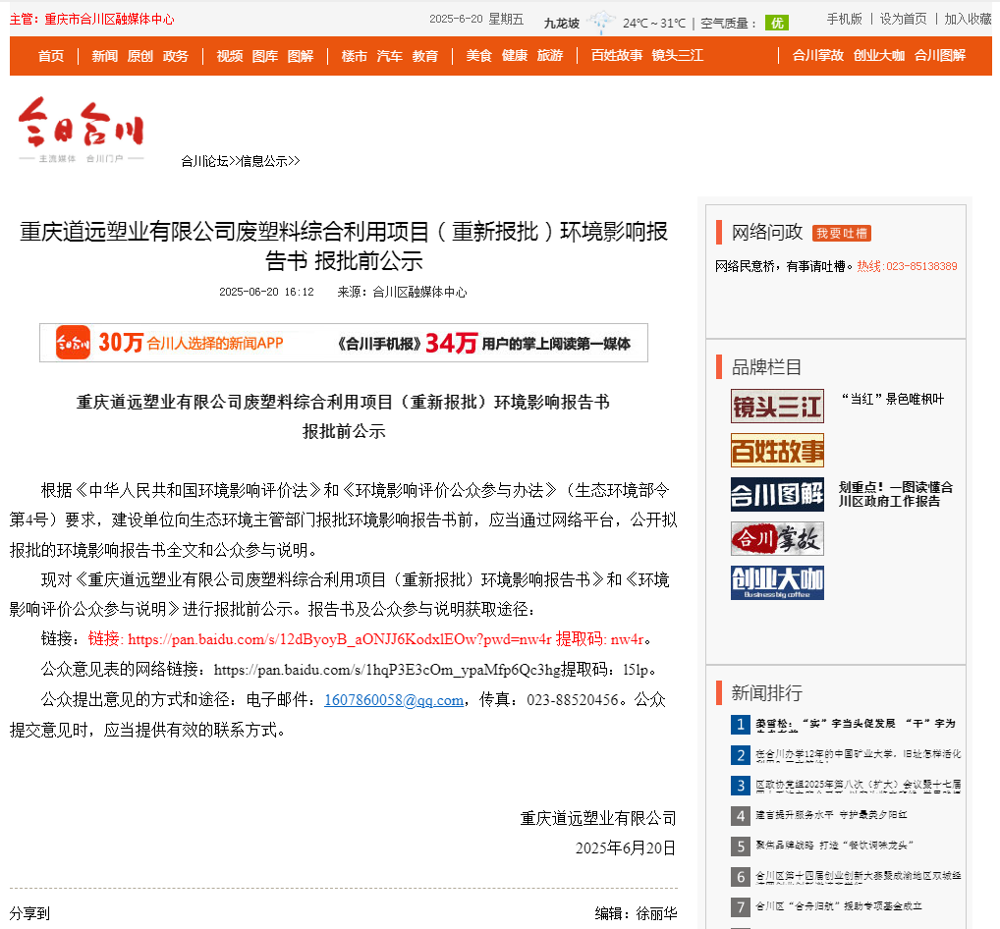 主管：重庆市合川区融媒体中心
2025-6-20 星期五
九龙坡 24℃～31℃ | 空气质量： 优
手机版 | 设为首页 | 加入收藏
首页 | 新闻 原创 政务 | 视频 图库 图解 | 楼市 汽车 教育 | 美食 健康 旅游 | 百姓故事 镜头三江 | 合川掌故 创业大咖 合川图解
今日合川
主流媒体 合川门户
合川论坛>>信息公示>>
重庆道远塑业有限公司废塑料综合利用项目（重新报批）环境影响报
告书 报批前公示
2025-06-20 16:12 来源：合川区融媒体中心
今日合川 30万 合川人选择的新闻APP 《合川手机报》34万 用户的掌上阅读第一媒体
重庆道远塑业有限公司废塑料综合利用项目（重新报批）环境影响报告书
报批前公示
根据《中华人民共和国环境影响评价法》和《环境影响评价公众参与办法》（生态环境部令
第4号）要求，建设单位向生态环境主管部门报批环境影响报告书前，应当通过网络平台，公开拟
报批的环境影响报告书全文和公众参与说明。
现对《重庆道远塑业有限公司废塑料综合利用项目（重新报批）环境影响报告书》和《环境
影响评价公众参与说明》进行报批前公示。报告书及公众参与说明获取途径：
链接：链接: https://pan.baidu.com/s/12dByoyB_aONJJ6KodxlEOw?pwd=nw4r 提取码: nw4r。
公众意见表的网络链接：https://pan.baidu.com/s/1hqP3E3cOm_ypaMfp6Qc3hg提取码：l5lp。
公众提出意见的方式和途径：电子邮件：1607860058@qq.com，传真：023-88520456。公众
提交意见时，应当提供有效的联系方式。
重庆道远塑业有限公司
2025年6月20日
分享到
编辑：徐丽华
网络问政 我要吐槽
网络民意桥，有事请吐槽。热线:023-85138389
品牌栏目
镜头三江
“当红”景色唯枫叶
百姓故事
合川图解
划重点！一图读懂合
川区政府工作报告
合川掌故
创业大咖
Business big coffee
新闻排行
1 姜雪松：“实”字当头促发展 “干”字为
2 在合川办学12年的中国矿业大学，旧址怎样活化
3 区政协党组2025年第八次（扩大）会议暨十七届
4 建言提升服务水平 守护最美夕阳红
5 聚焦品牌战略 打造“餐饮调味龙头”
6 合川区第十四届创业创新大赛暨成渝地区双城经
7 合川区“合舟归航”援助专项基金成立